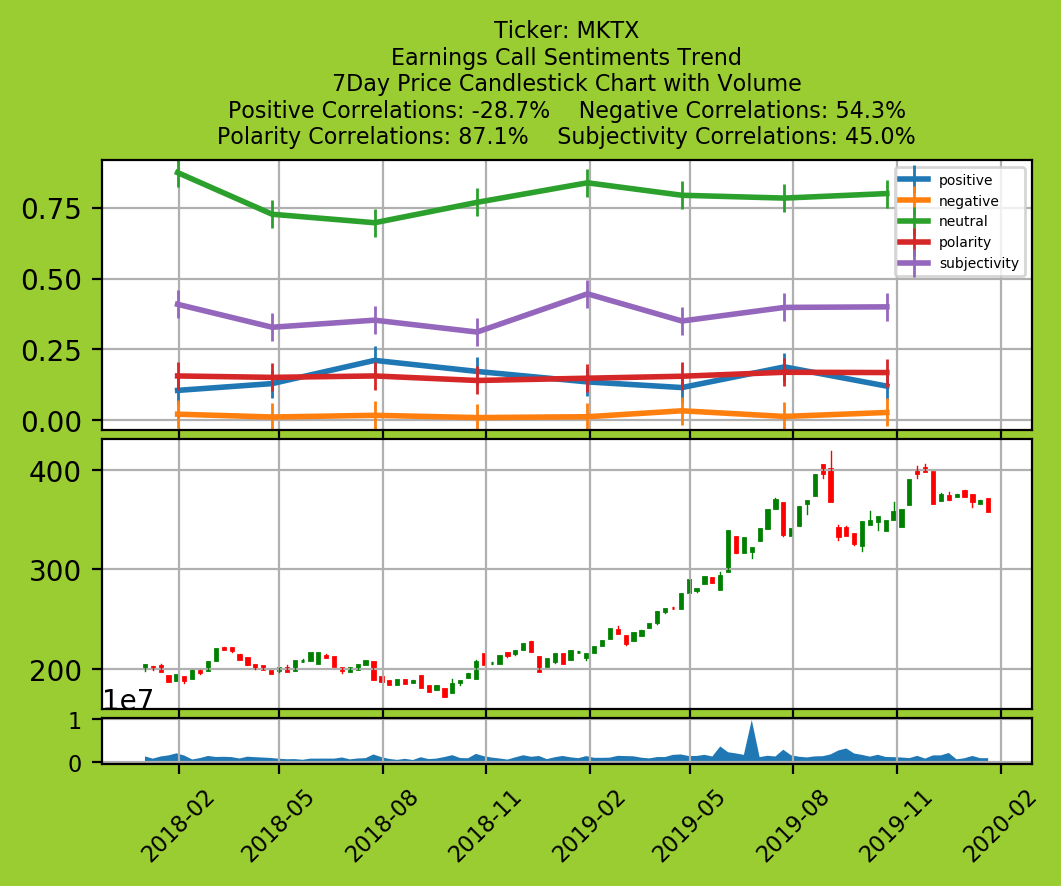 Ticker: MKTX
Earnings Call Sentiments Trend
7Day Price Candlestick Chart with Volume
Positive Correlations: -28.7%    Negative Correlations: 54.3%
Polarity Correlations: 87.1%    Subjectivity Correlations: 45.0%
positive
negative
neutral
polarity
subjectivity
0.75
0.50
0.25
0.00
400
300
200
1e7
1
0
2018-02
2018-05
2018-08
2018-11
2019-02
2019-05
2019-08
2019-11
2020-02